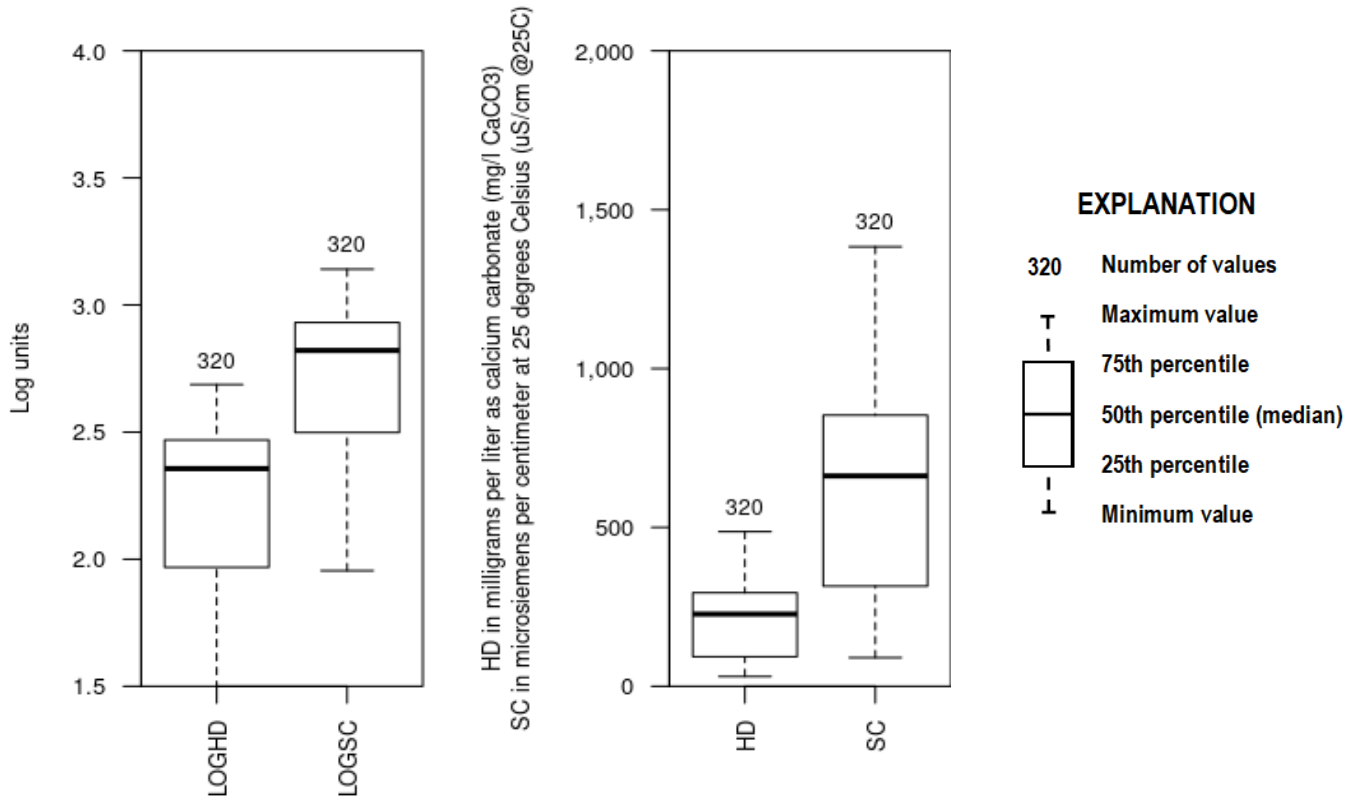 4.0
3.5
3.0
2.5
2.0
1.5
Log units
320
320
LOGHD
LOGSC
HD in milligrams per liter as calcium carbonate (mg/l CaCO3)
SC in microsiemens per centimeter at 25 degrees Celsius (uS/cm @25C)
2,000
1,500
1,000
500
0
320
320
HD
SC
EXPLANATION
320 Number of values
Maximum value
75th percentile
50th percentile (median)
25th percentile
Minimum value